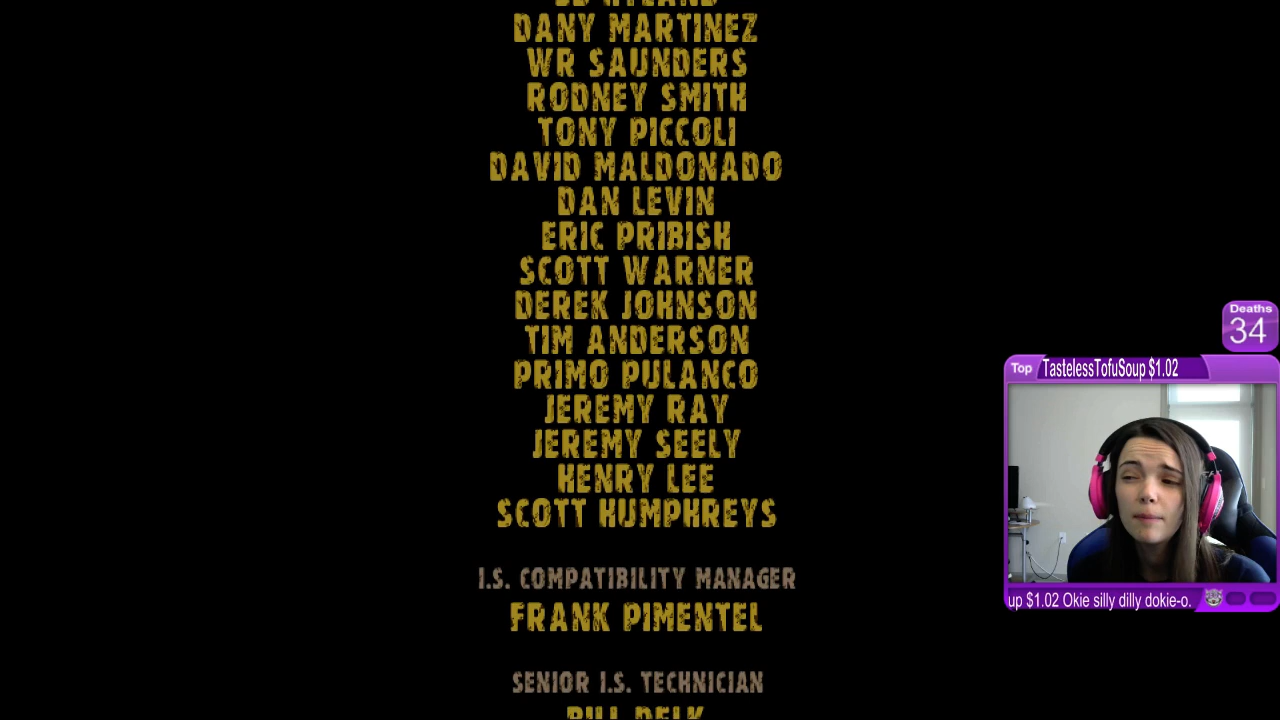 DANY MARTINEZ
WR SAUNDERS
RODNEY SMITH
TONY PICCOLI
DAVID MALDONADO
DAN LEVIN
ERIC PRIBISH
SCOTT WARNER
DEREK JOHNSON
TIM ANDERSON
PRIMO PULANCO
JEREMY RAY
JEREMY SEELY
HENRY LEE
SCOTT HUMPHREYS
I.S. COMPATIBILITY MANAGER
FRANK PIMENTEL
SENIOR I.S. TECHNICIAN
BILL DELK
Deaths
34
Top TastelessTofuSoup $1.02
up $1.02 Okie silly dilly dokie-o.